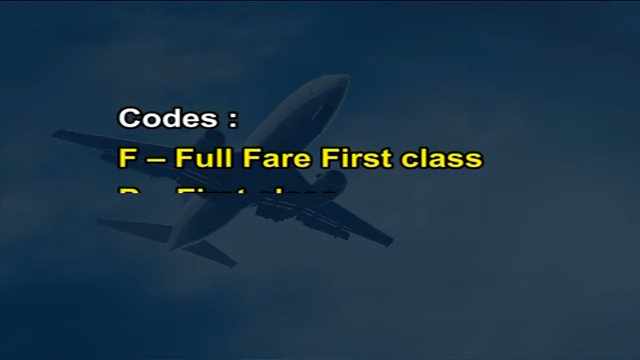 Codes :
F – Full Fare First class